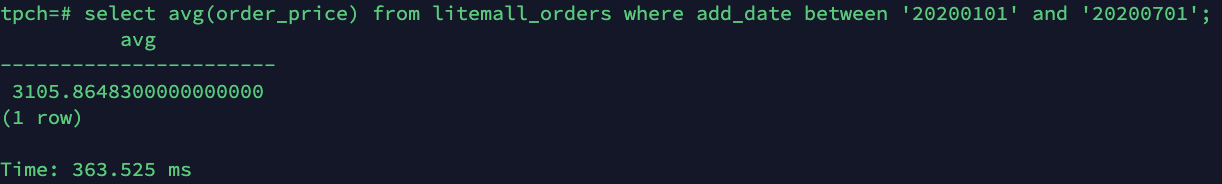 tpch=# select avg(order_price) from litemall_orders where add_date between '20200101' and '20200701';
avg
-----------------------
3105.8648300000000000
(1 row)
Time: 363.525 ms